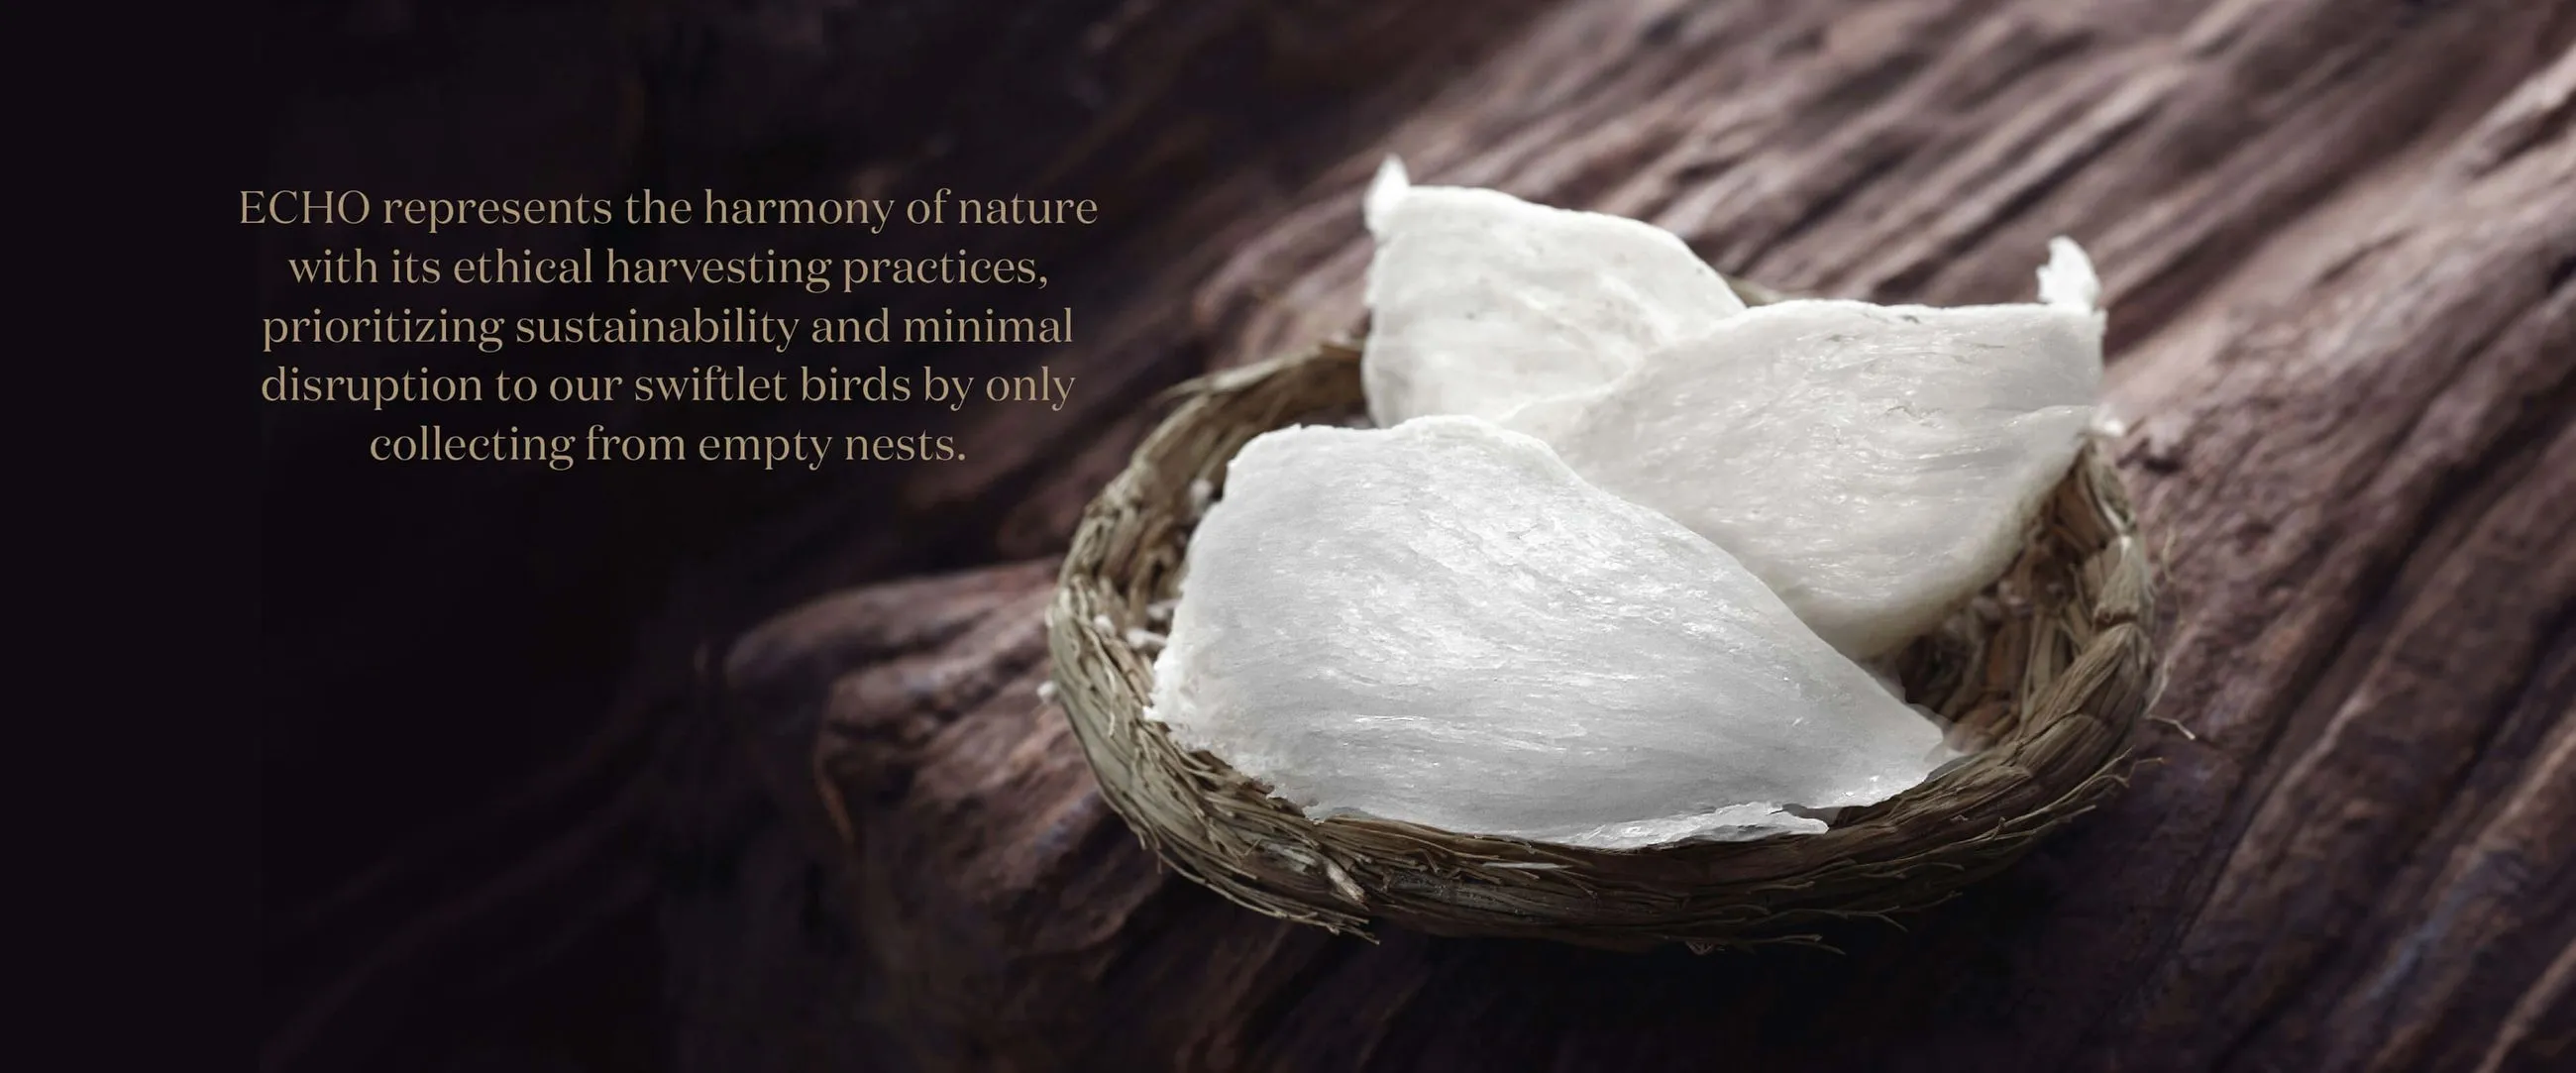 ECHO represents the harmony of nature
with its ethical harvesting practices,
prioritizing sustainability and minimal
disruption to our swiftlet birds by only
collecting from empty nests.